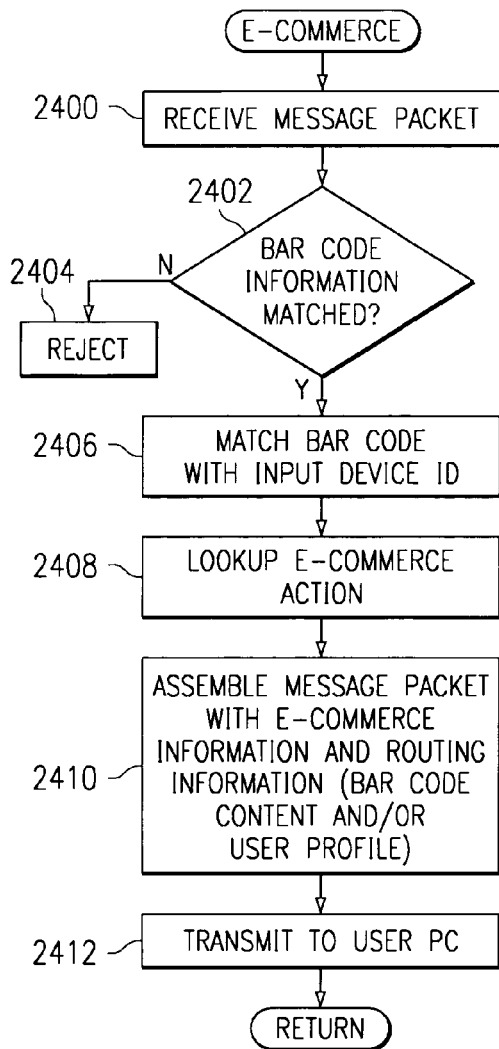 E-COMMERCE
2400
RECEIVE MESSAGE PACKET
2402
BAR CODE
INFORMATION
MATCHED?
N
2404
REJECT
Y
2406
MATCH BAR CODE
WITH INPUT DEVICE ID
2408
LOOKUP E-COMMERCE
ACTION
2410
ASSEMBLE MESSAGE PACKET
WITH E-COMMERCE
INFORMATION AND ROUTING
INFORMATION (BAR CODE
CONTENT AND/OR
USER PROFILE)
2412
TRANSMIT TO USER PC
RETURN